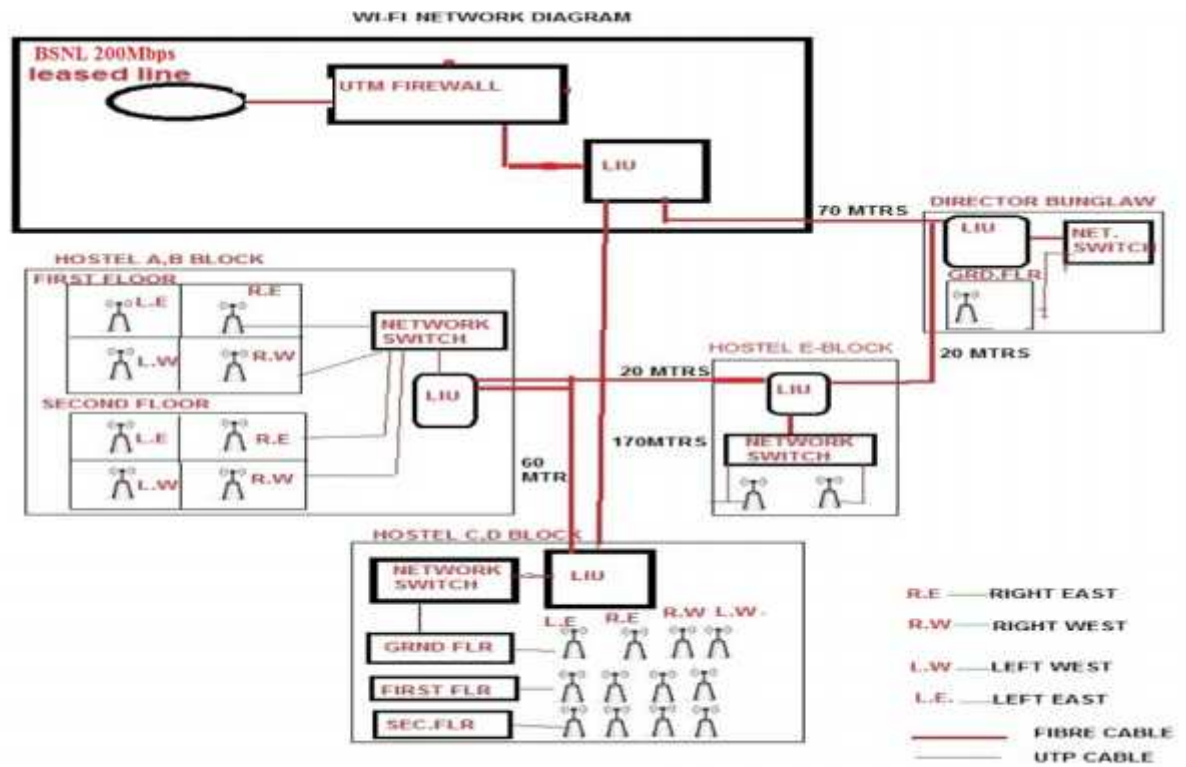 WI-FI NETWORK DIAGRAM
BSNL 200Mbps
leased line
UTM FIREWALL
LIU
70 MTRS
DIRECTOR BUNGLAW
LIU
NET.
SWITCH
GRD.FLR
20 MTRS
HOSTEL A,B BLOCK
FIRST FLOOR
L.E
R.E
L.W
R.W
NETWORK
SWITCH
LIU
SECOND FLOOR
L.E
R.E
L.W
R.W
20 MTRS
170MTRS
60
MTR
HOSTEL E-BLOCK
LIU
NETWORK
SWITCH
HOSTEL C,D BLOCK
NETWORK
SWITCH
LIU
L.E
R.E
R.W
L.W.
GRND FLR
FIRST FLR
SEC.FLR
R.E RIGHT EAST
R.W RIGHT WEST
L.W LEFT WEST
L.E. LEFT EAST
FIBRE CABLE
UTP CABLE